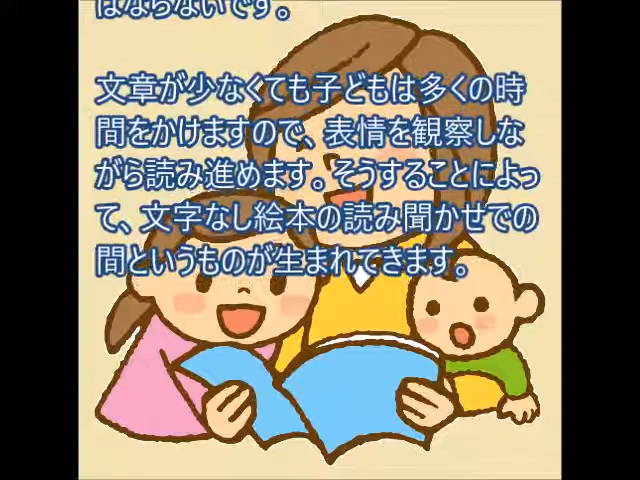 はならないです。
文章が少なくても子どもは多くの時
間をかけますので、表情を観察しな
がら読み進めます。そうすることによっ
て、文字なし絵本の読み聞かせでの
間というものが生まれてきます。